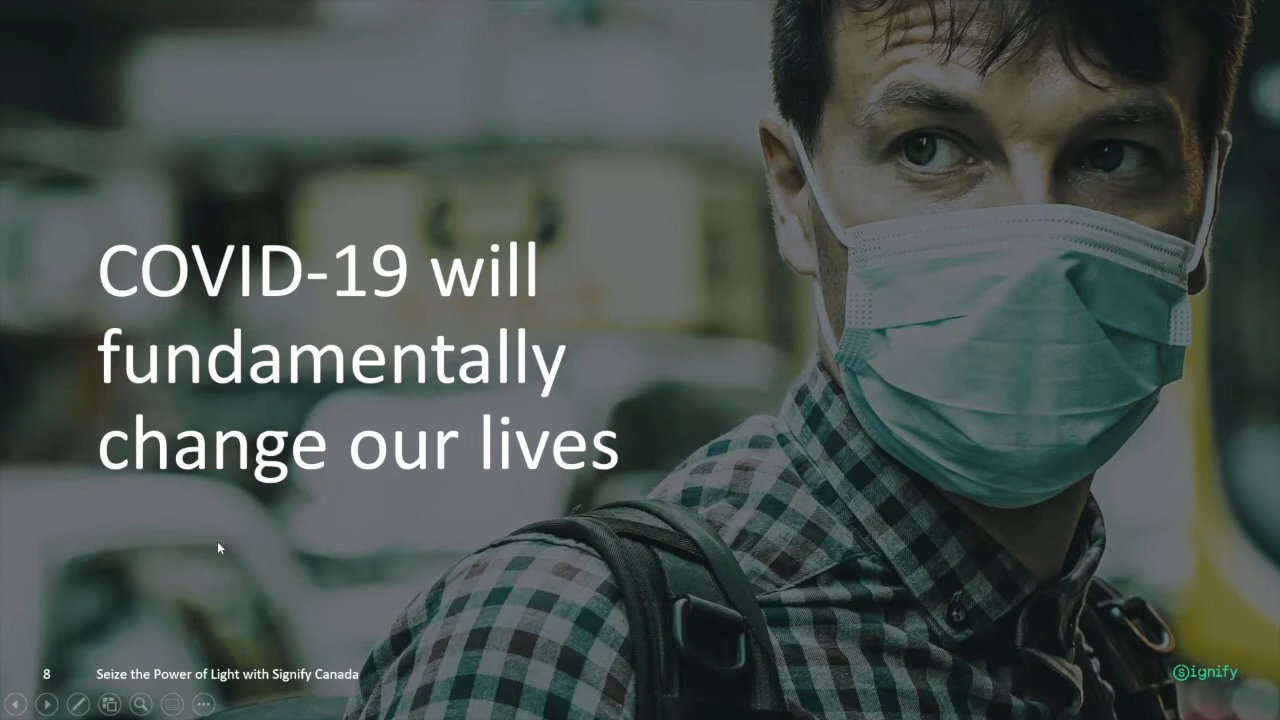 COVID-19 will
fundamentally
change our lives
8 Seize the Power of Light with Signify Canada
Signify